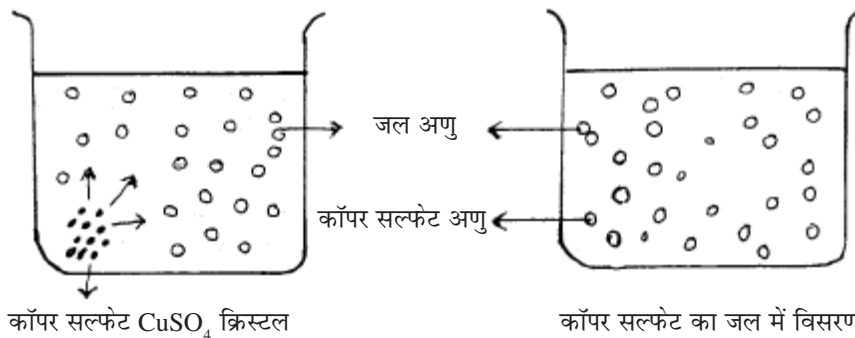 जल अणु
कॉपर सल्फेट अणु
कॉपर सल्फेट CuSO₄ क्रिस्टल
कॉपर सल्फेट का जल में विसरण